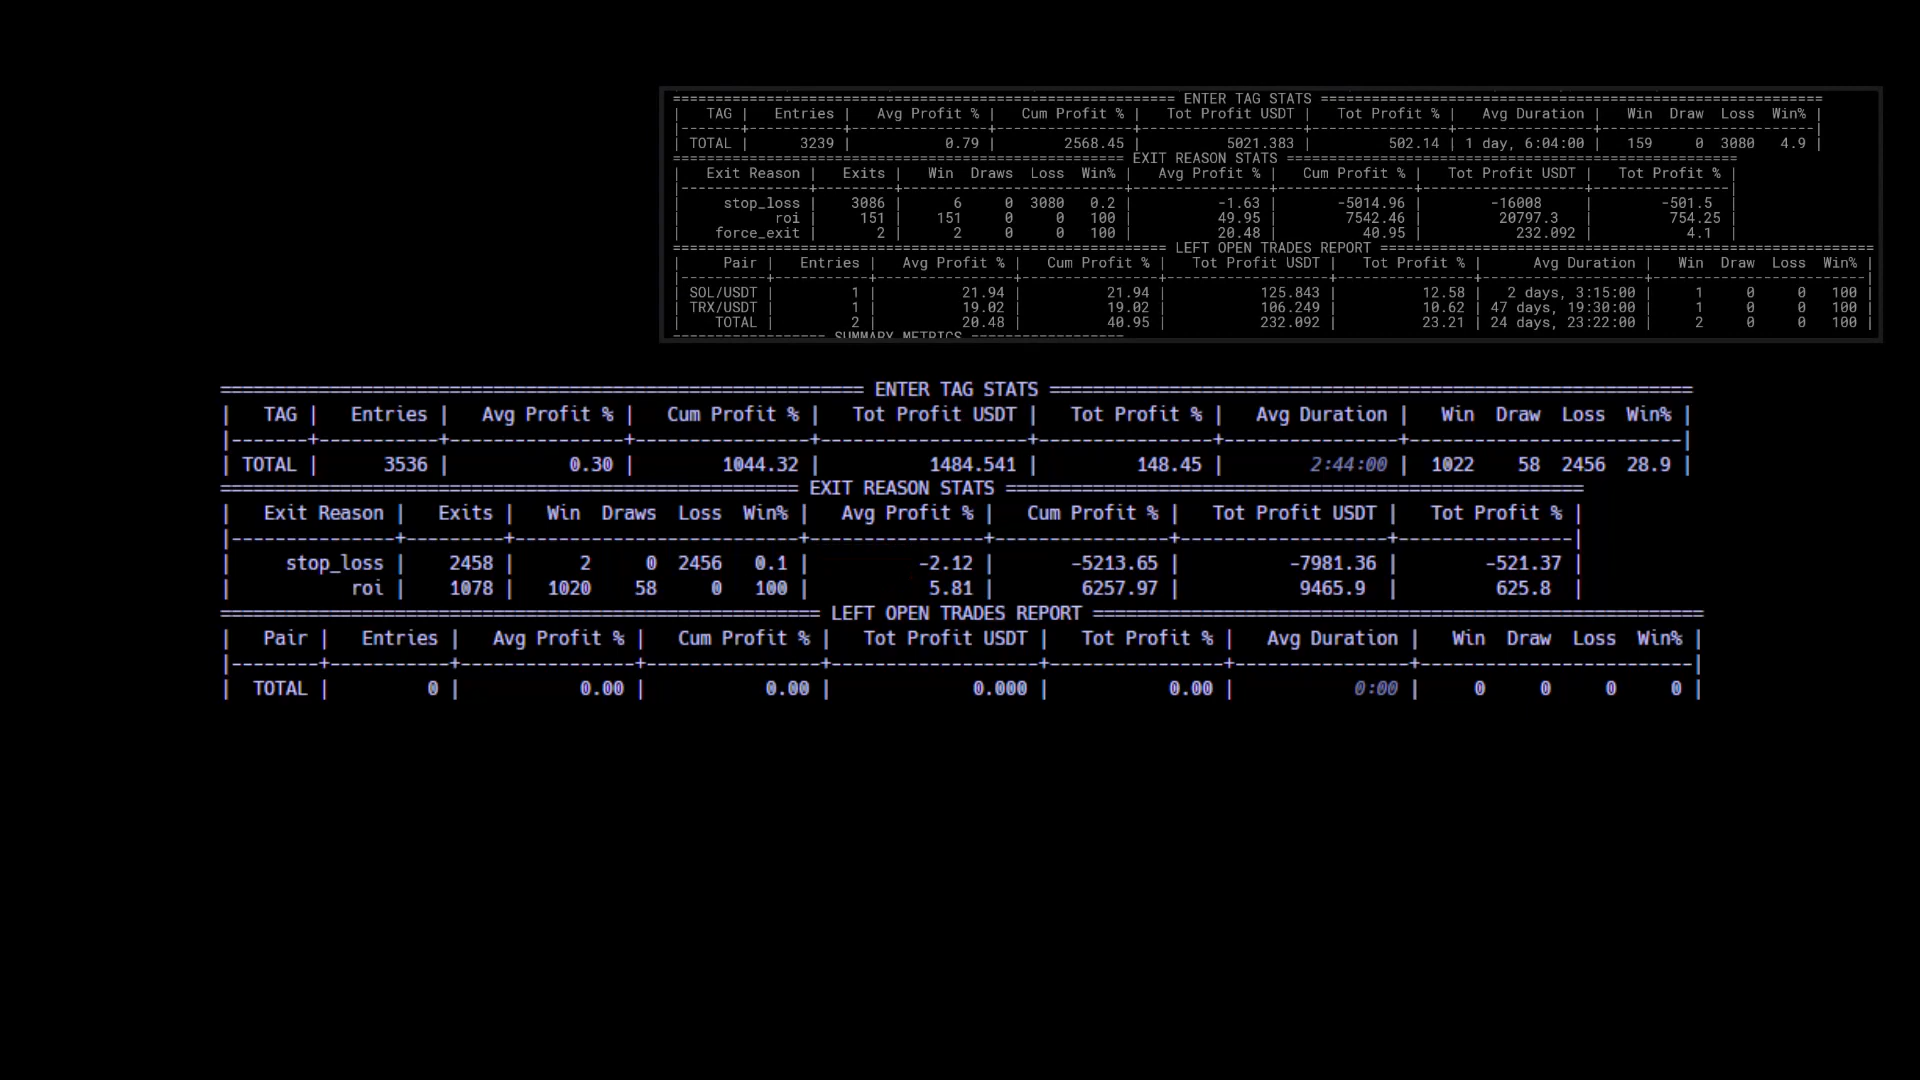 ================================================= ENTER TAG STATS =================================================
| TAG | Entries | Avg Profit % | Cum Profit % | Tot Profit USDT | Tot Profit % | Avg Duration | Win Draw Loss Win% |
|-------+-----------+----------------+----------------+-------------------+----------------+----------------+-------------------------|
| TOTAL | 3239 | 0.79 | 2568.45 | 5021.383 | 502.14 | 1 day, 6:04:00 | 159 0 3080 4.9 |
================================================= EXIT REASON STATS =================================================
| Exit Reason | Exits | Win Draws Loss Win% | Avg Profit % | Cum Profit % | Tot Profit USDT | Tot Profit % |
|---------------+---------+--------------------------+----------------+----------------+-------------------+----------------|
| stop_loss | 3086 | 6 0 3080 0.2 | -1.63 | -5014.96 | -16008 | -501.5 |
| roi | 151 | 151 0 0 100 | 49.95 | 7542.46 | 20797.3 | 754.25 |
| force_exit | 2 | 2 0 0 100 | 20.48 | 40.95 | 232.092 | 4.1 |
================================================= LEFT OPEN TRADES REPORT =================================================
| Pair | Entries | Avg Profit % | Cum Profit % | Tot Profit USDT | Tot Profit % | Avg Duration | Win Draw Loss Win% |
|----------+-----------+----------------+----------------+-------------------+----------------+-------------------+-------------------------|
| SOL/USDT | 1 | 21.94 | 21.94 | 125.843 | 12.58 | 2 days, 3:15:00 | 1 0 0 100 |
| TRX/USDT | 1 | 19.02 | 19.02 | 106.249 | 10.62 | 47 days, 19:30:00 | 1 0 0 100 |
| TOTAL | 2 | 20.48 | 40.95 | 232.092 | 23.21 | 24 days, 23:22:00 | 2 0 0 100 |
------------------ SUMMARY METRICS ------------------
================================================= ENTER TAG STATS =================================================
| TAG | Entries | Avg Profit % | Cum Profit % | Tot Profit USDT | Tot Profit % | Avg Duration | Win Draw Loss Win% |
|-------+-----------+----------------+----------------+-------------------+----------------+----------------+-------------------------|
| TOTAL | 3536 | 0.30 | 1044.32 | 1484.541 | 148.45 | 2:44:00 | 1022 58 2456 28.9 |
================================================= EXIT REASON STATS =================================================
| Exit Reason | Exits | Win Draws Loss Win% | Avg Profit % | Cum Profit % | Tot Profit USDT | Tot Profit % |
|---------------+---------+--------------------------+----------------+----------------+-------------------+----------------|
| stop_loss | 2458 | 2 0 2456 0.1 | -2.12 | -5213.65 | -7981.36 | -521.37 |
| roi | 1078 | 1020 58 0 100 | 5.81 | 6257.97 | 9465.9 | 625.8 |
================================================= LEFT OPEN TRADES REPORT =================================================
| Pair | Entries | Avg Profit % | Cum Profit % | Tot Profit USDT | Tot Profit % | Avg Duration | Win Draw Loss Win% |
|--------+-----------+----------------+----------------+-------------------+----------------+----------------+-------------------------|
| TOTAL | 0 | 0.00 | 0.00 | 0.000 | 0.00 | 0:00 | 0 0 0 0 |